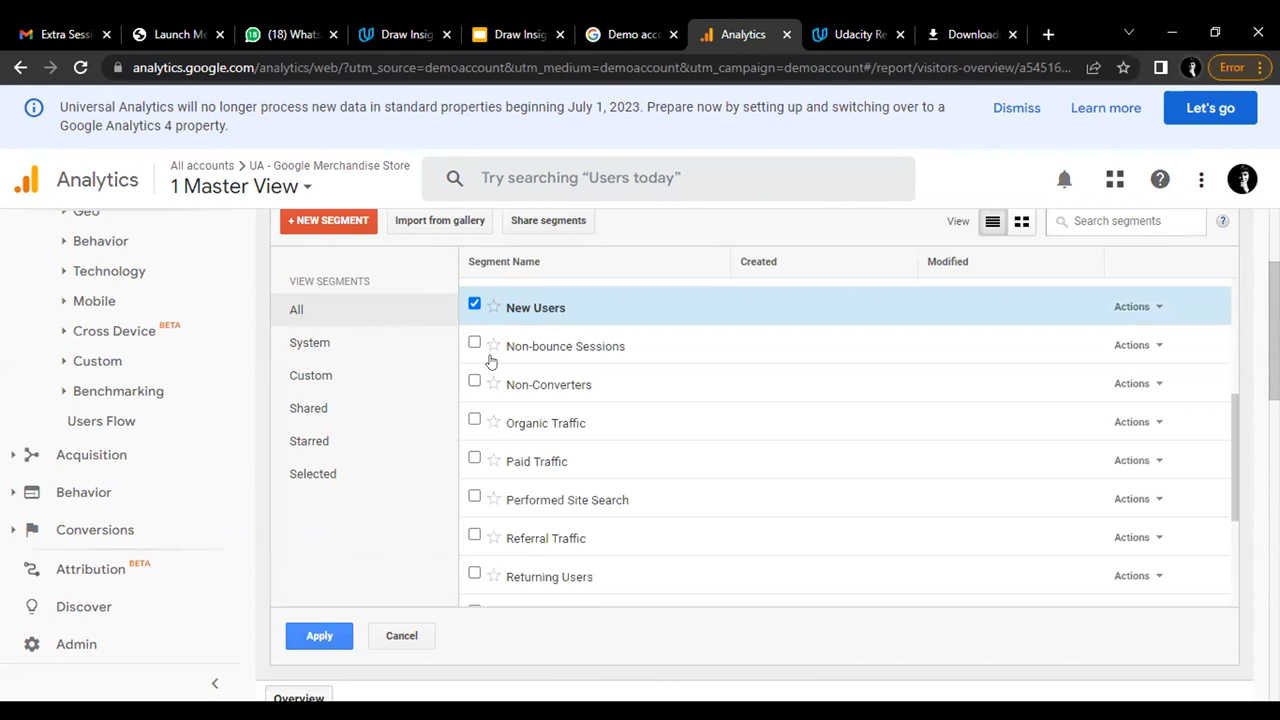 Extra Sessi
Launch Me
(18) Whats
Draw Insig
Draw Insig
Demo acco
Analytics
Udacity Re
Download
analytics.google.com/analytics/web/?utm_source=demoaccount&utm_medium=demoaccount&utm_campaign=demoaccount#/report/visitors-overview/a54516...
Error
Universal Analytics will no longer process new data in standard properties beginning July 1, 2023. Prepare now by setting up and switching over to a
Google Analytics 4 property.
Dismiss
Learn more
Let's go
Analytics
All accounts > UA - Google Merchandise Store
1 Master View
Try searching “Users today”
Geo
Behavior
Technology
Mobile
Cross Device BETA
Custom
Benchmarking
Users Flow
Acquisition
Behavior
Conversions
Attribution BETA
Discover
Admin
+ NEW SEGMENT
Import from gallery
Share segments
View
Search segments
VIEW SEGMENTS
All
System
Custom
Shared
Starred
Selected
Segment Name
Created
Modified
New Users
Actions
Non-bounce Sessions
Actions
Non-Converters
Actions
Organic Traffic
Actions
Paid Traffic
Actions
Performed Site Search
Actions
Referral Traffic
Actions
Returning Users
Actions
Apply
Cancel
Overview